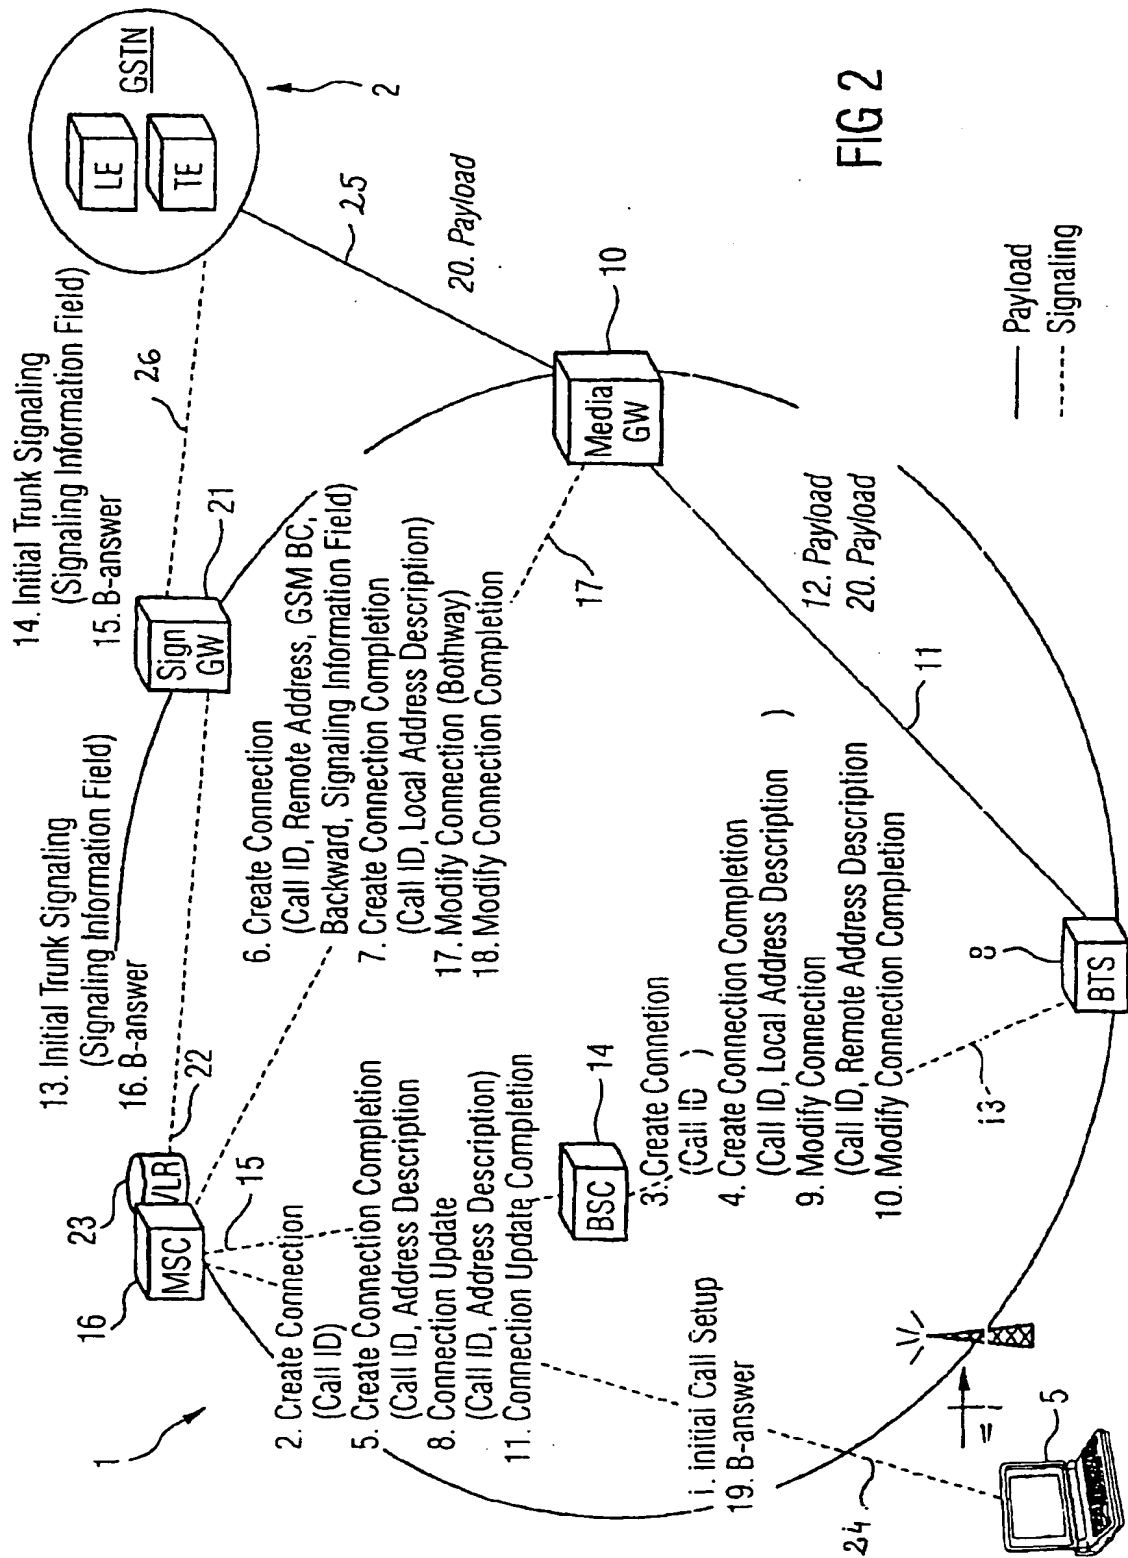 13. Initial Trunk Signaling
(Signaling Information Field)
16. B-answer
14. Initial Trunk Signaling
(Signaling Information Field)
15. B-answer
LE
TE
GSTN
2
1
16
MSC
23
VLR
22
Sign
GW
21
26
25
20. Payload
15
2. Create Connection
(Call ID)
5. Create Connection Completion
(Call ID, Address Description)
8. Connection Update
(Call ID, Address Description)
11. Connection Update Completion
6. Create Connection
(Call ID, Remote Address, GSM BC,
Backward, Signaling Information Field)
7. Create Connection Completion
(Call ID, Local Address Description)
17. Modify Connection (Bothway)
18. Modify Connection Completion
17
Media
GW
10
BSC
14
3. Create Connetion
(Call ID )
4. Create Connection Completion
(Call ID, Local Address Description )
9. Modify Connection
(Call ID, Remote Address Description)
10. Modify Connection Completion
12. Payload
20. Payload
11
i. initial Call Setup
19. B-answer
24
5
i3
BTS
8
Payload
Signaling
FIG 2